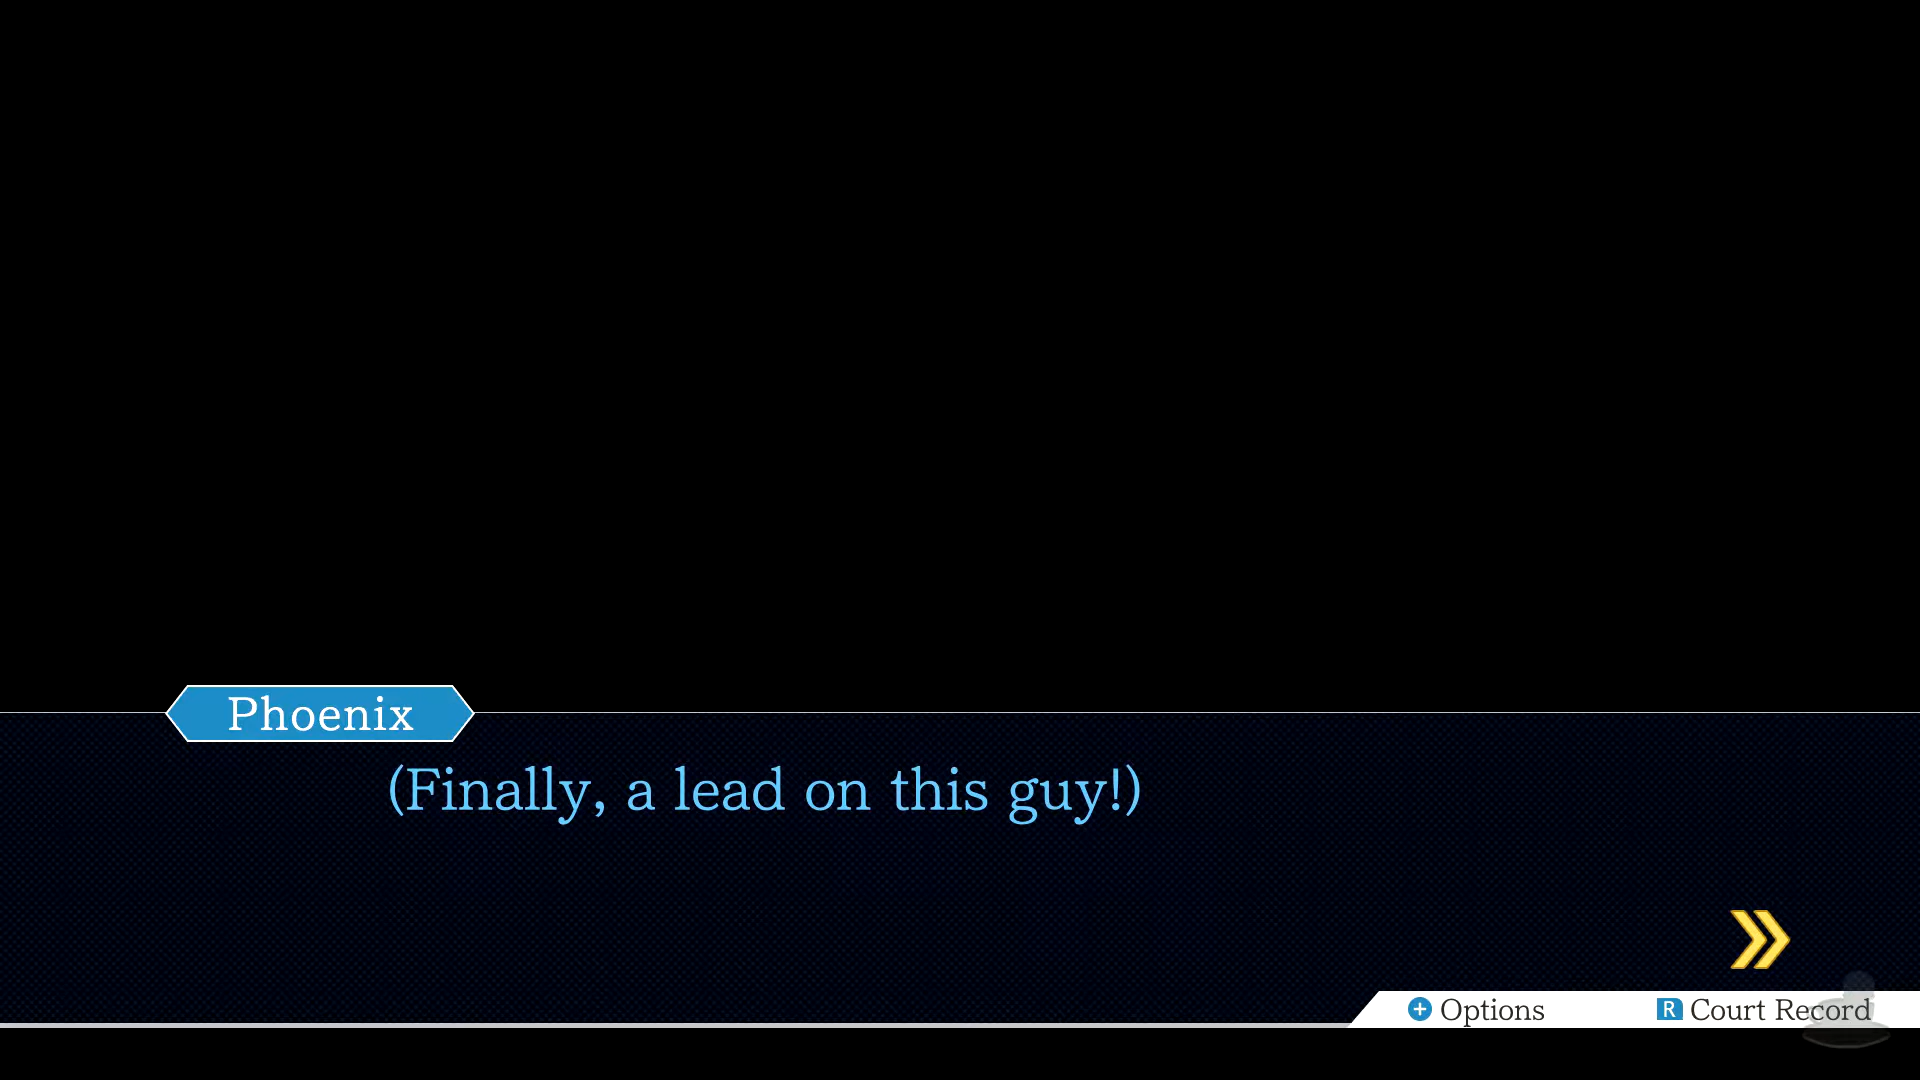 Phoenix
(Finally, a lead on this guy!)
+ Options
R Court Record